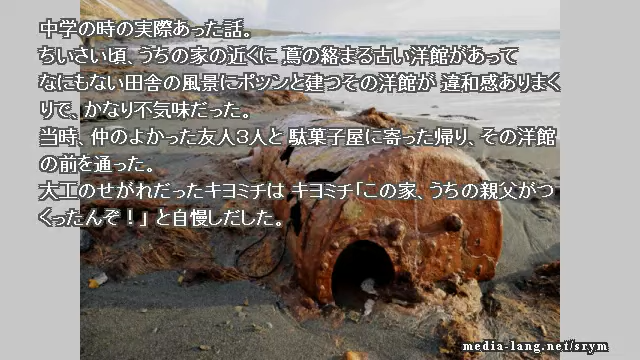 中学の時の実際あった話。
ちいさい頃、うちの家の近くに 蔦の絡まる古い洋館があって
なにもない田舎の風景にポツンと建つその洋館が 違和感ありまく
りで、かなり不気味だった。
当時、仲のよかった友人3人と 駄菓子屋に寄った帰り、その洋館
の前を通った。
大工のせがれだったキヨミチは キヨミチ「この家、うちの親父がつ
くったんぞ！」 と自慢しだした。
media-lang.net/srym